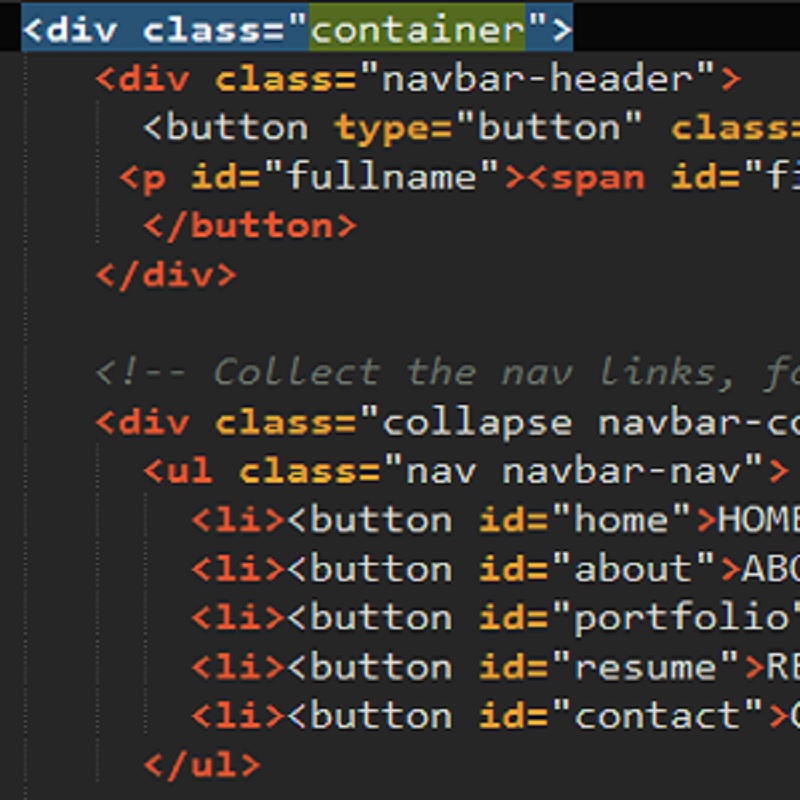 <div class="container">
<div class="navbar-header">
<button type="button" class=
<p id="fullname"><span id="fi
</button>
</div>
<!-- Collect the nav links, fo
<div class="collapse navbar-co
<ul class="nav navbar-nav">
<li><button id="home">HOME
<li><button id="about">ABO
<li><button id="portfolio"
<li><button id="resume">RE
<li><button id="contact">C
</ul>